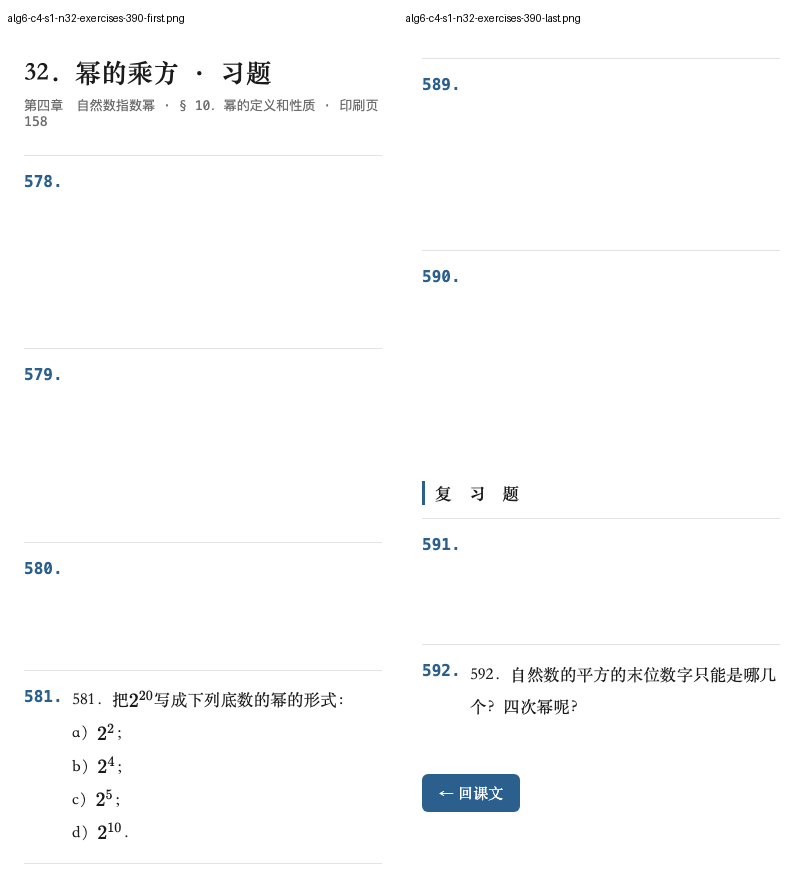 alg6-c4-s1-n32-exercises-390-first.png
32. 幂的乘方 · 习题
第四章 自然数指数幂 · § 10. 幂的定义和性质 · 印刷页
158
578.
579.
580.
581. 581. 把2²⁰写成下列底数的幂的形式:
a) 2²;
b) 2⁴;
c) 2⁵;
d) 2¹⁰.
alg6-c4-s1-n32-exercises-390-last.png
589.
590.
复 习 题
591.
592. 592. 自然数的平方的末位数字只能是哪几
个? 四次幂呢?
← 回课文